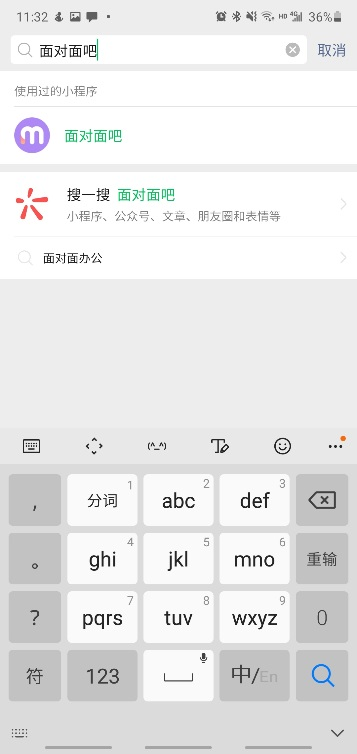 11:32
HD 4G 36%
面对面吧 取消
使用过的小程序
m 面对面吧
搜一搜 面对面吧
小程序、公众号、文章、朋友圈和表情等
面对面办公
(^_^) T
, 分词 1 abc 2 def 3
。 ghi 4 jkl 5 mno 6 重输
? pqrs 7 tuv 8 wxyz 9 0
符 123 中/En